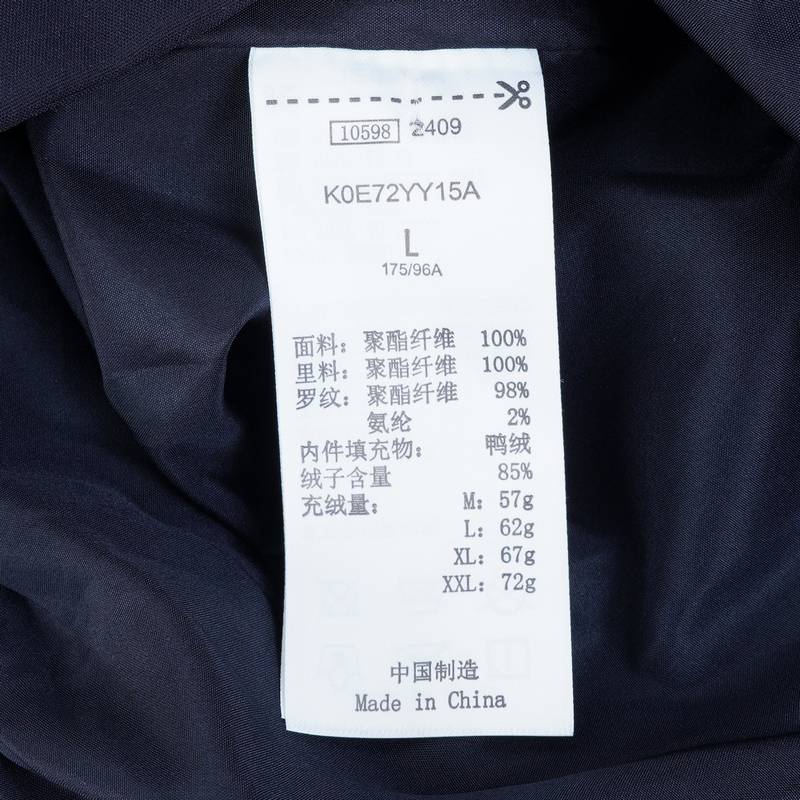 10598 2409
K0E72YY15A
L
175/96A
面料：聚酯纤维 100%
里料：聚酯纤维 100%
罗纹：聚酯纤维 98%
氨纶 2%
内件填充物： 鸭绒
绒子含量 85%
充绒量： M：57g
L：62g
XL：67g
XXL：72g
中国制造
Made in China